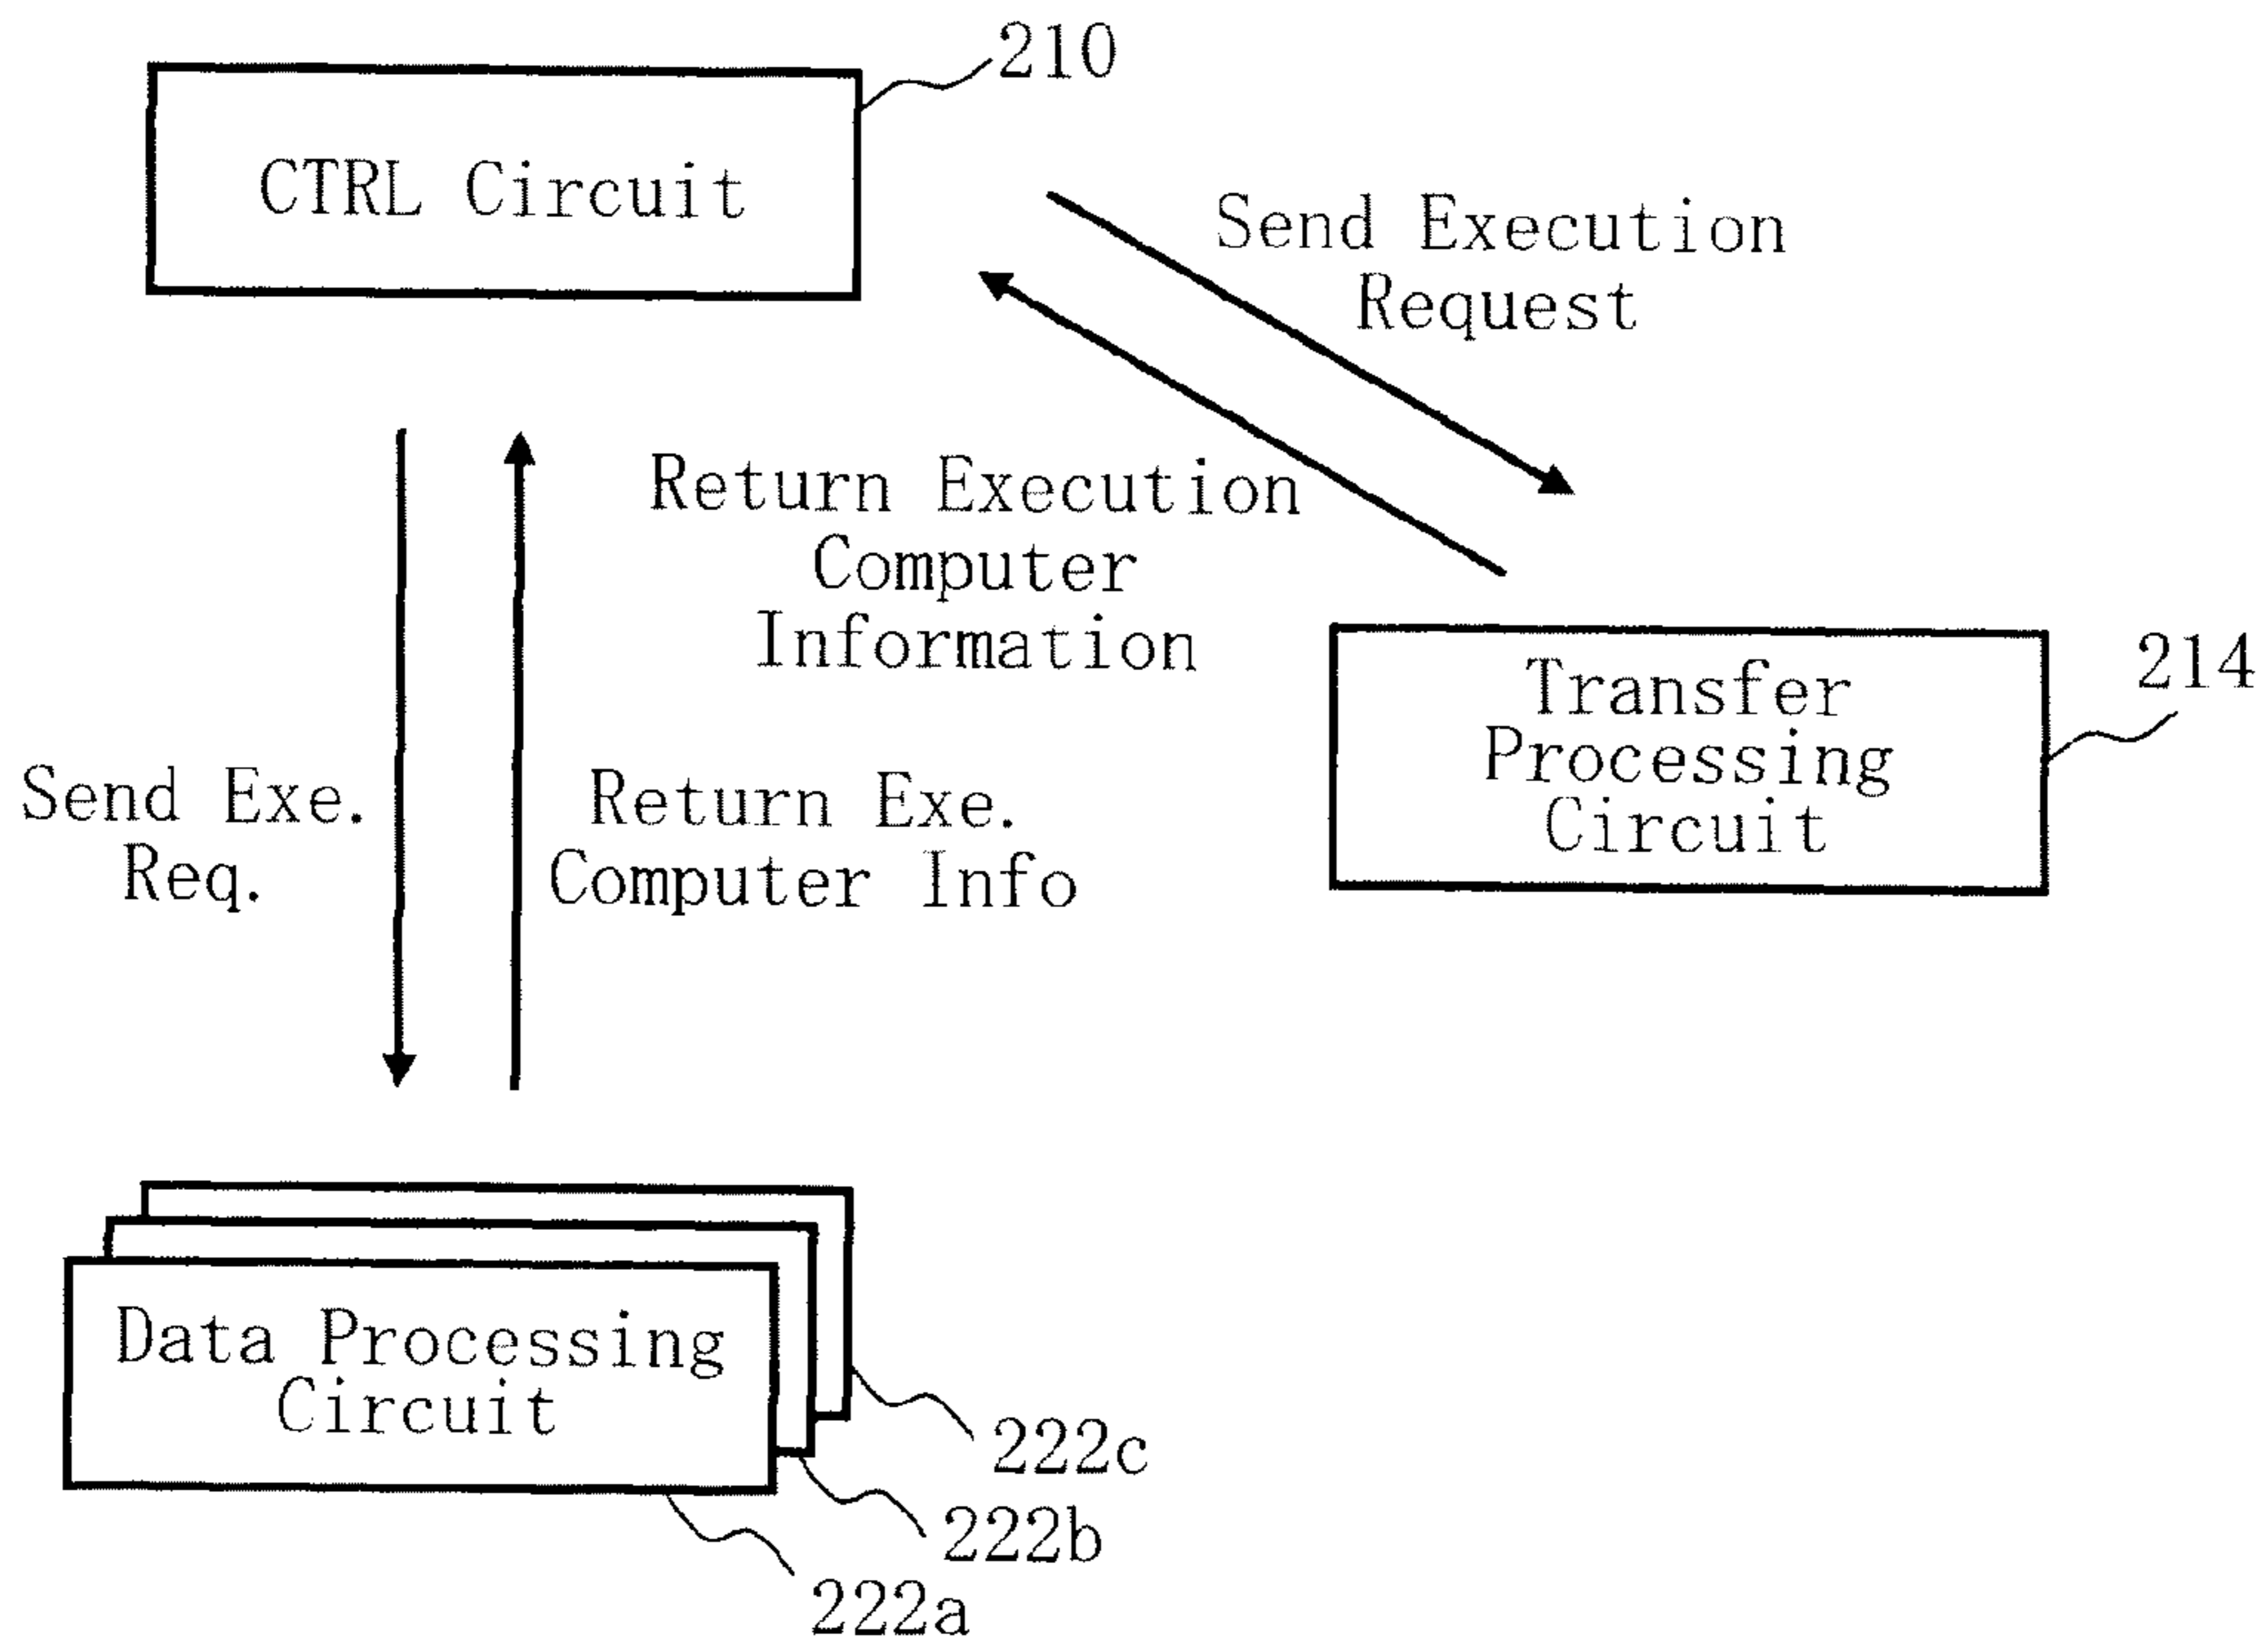 210
CTRL Circuit
Send Execution
Request
Return Execution
Computer
Information
214
Transfer
Processing
Circuit
Send Exe.
Req.
Return Exe.
Computer Info
Data Processing
Circuit
222c
222b
222a